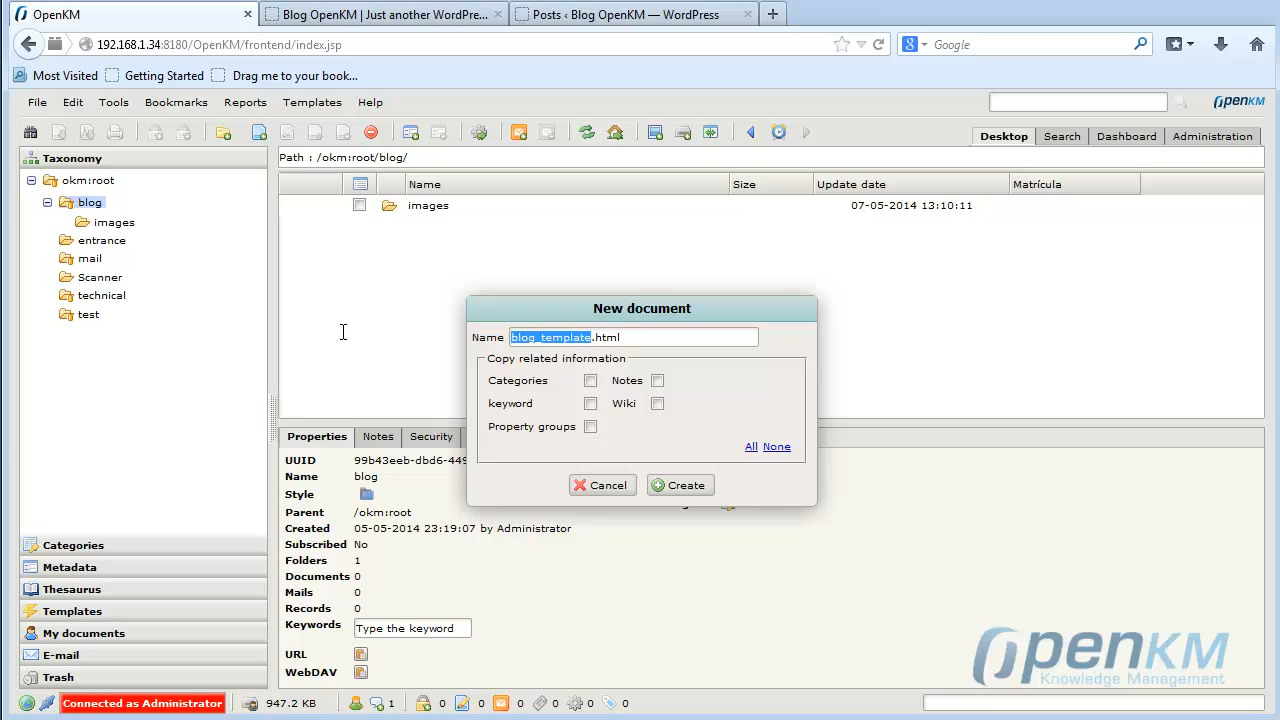 OpenKM
Blog OpenKM | Just another WordPre...
Posts ‹ Blog OpenKM — WordPress
192.168.1.34:8180/OpenKM/frontend/index.jsp
Google
Most Visited
Getting Started
Drag me to your book...
File Edit Tools Bookmarks Reports Templates Help
OpenKM
Desktop Search Dashboard Administration
Taxonomy
Path : /okm:root/blog/
okm:root
blog
images
entrance
mail
Scanner
technical
test
Name Size Update date Matrícula
images 07-05-2014 13:10:11
New document
Name blog_template.html
Copy related information
Categories Notes
keyword Wiki
Property groups
All None
Cancel Create
Properties Notes Security
UUID 99b43eeb-dbd6-449
Name blog
Style
Parent /okm:root
Created 05-05-2014 23:19:07 by Administrator
Subscribed No
Folders 1
Documents 0
Mails 0
Records 0
Keywords Type the keyword
URL
WebDAV
Categories
Metadata
Thesaurus
Templates
My documents
E-mail
Trash
OpenKM
Knowledge Management
Connected as Administrator 947.2 KB 1 0 0 0 0 0 0